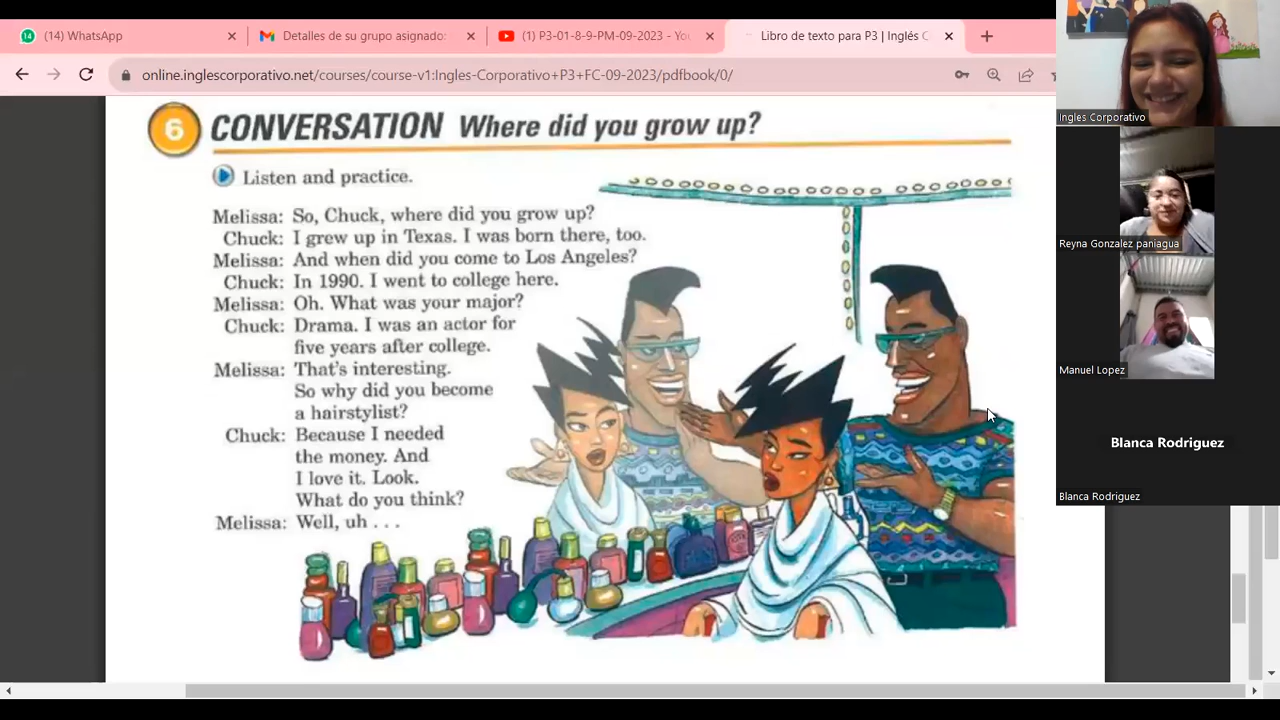 (14) WhatsApp
Detalles de su grupo asignado:
(1) P3-01-8-9-PM-09-2023 - You
Libro de texto para P3 | Inglés C
online.inglescorporativo.net/courses/course-v1:Ingles-Corporativo+P3+FC-09-2023/pdfbook/0/
6 CONVERSATION Where did you grow up?
Listen and practice.
Melissa: So, Chuck, where did you grow up?
Chuck: I grew up in Texas. I was born there, too.
Melissa: And when did you come to Los Angeles?
Chuck: In 1990. I went to college here.
Melissa: Oh. What was your major?
Chuck: Drama. I was an actor for
five years after college.
Melissa: That's interesting.
So why did you become
a hairstylist?
Chuck: Because I needed
the money. And
I love it. Look.
What do you think?
Melissa: Well, uh . . .
Ingles Corporativo
Reyna Gonzalez paniagua
Manuel Lopez
Blanca Rodriguez
Blanca Rodriguez